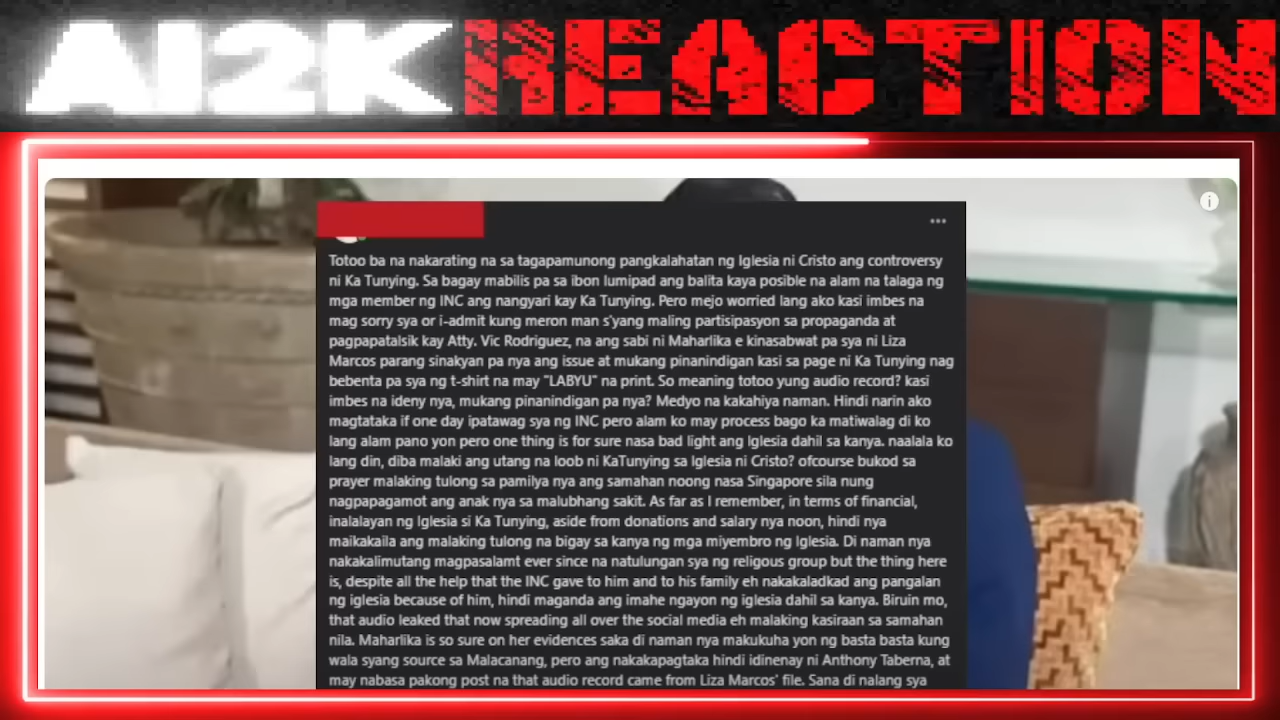 AI2KREACTION
Totoo ba na nakarating na sa tagapamunong pangkalahatan ng Iglesia ni Cristo ang controversy
ni Ka Tunying. Sa bagay mabilis pa sa ibon lumipad ang balita kaya posible na alam na talaga ng
mga member ng INC ang nangyari kay Ka Tunying. Pero mejo worried lang ako kasi imbes na
mag sorry sya or i-admit kung meron man s'yang maling partisipasyon sa propaganda at
pagpapatalsik kay Atty. Vic Rodriguez, na ang sabi ni Maharlika e kinasabwat pa sya ni Liza
Marcos parang sinakyan pa nya ang issue at mukang pinanindigan kasi sa page ni Ka Tunying nag
bebenta pa sya ng t-shirt na may "LABYU" na print. So meaning totoo yung audio record? kasi
imbes na ideny nya, mukang pinanindigan pa nya? Medyo na kakahiya naman. Hindi narin ako
magtataka if one day ipatawag sya ng INC pero alam ko may process bago ka matiwalag di ko
lang alam pano yon pero one thing is for sure nasa bad light ang Iglesia dahil sa kanya. naalala ko
lang din, diba malaki ang utang na loob ni KaTunying sa Iglesia ni Cristo? ofcourse bukod sa
prayer malaking tulong sa pamilya nya ang samahan noong nasa Singapore sila nung
nagpapagamot ang anak nya sa malubhang sakit. As far as I remember, in terms of financial,
inalalayan ng Iglesia si Ka Tunying, aside from donations and salary nya noon, hindi nya
maikakaila ang malaking tulong na bigay sa kanya ng mga miyembro ng Iglesia. Di naman nya
nakakalimutang magpasalamt ever since na natulungan sya ng religous group but the thing here
is, despite all the help that the INC gave to him and to his family eh nakakaladkad ang pangalan
ng iglesia because of him, hindi maganda ang imahe ngayon ng iglesia dahil sa kanya. Biruin mo,
that audio leaked that now spreading all over the social media eh malaking kasiraan sa samahan
nila. Maharlika is so sure on her evidences saka di naman nya makukuha yon ng basta basta kung
wala syang source sa Malacanang, pero ang nakakapagtaka hindi idinenay ni Anthony Taberna, at
may nabasa pakong post na that audio record came from Liza Marcos' file. Sana di nalang sya